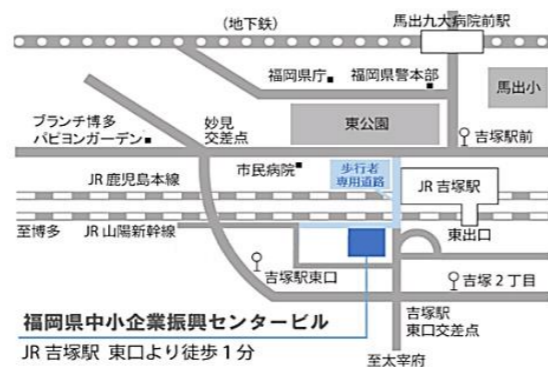 （地下鉄）
馬出九大病院前駅
福岡県庁
福岡県警本部
馬出小
ブランチ博多
パピヨンガーデン
妙見
交差点
東公園
吉塚駅前
市民病院
歩行者
専用道路
JR 鹿児島本線
JR 吉塚駅
至博多
JR 山陽新幹線
東出口
吉塚駅東口
吉塚２丁目
福岡県中小企業振興センタービル
JR 吉塚駅 東口より徒歩 1 分
吉塚駅
東口交差点
至太宰府